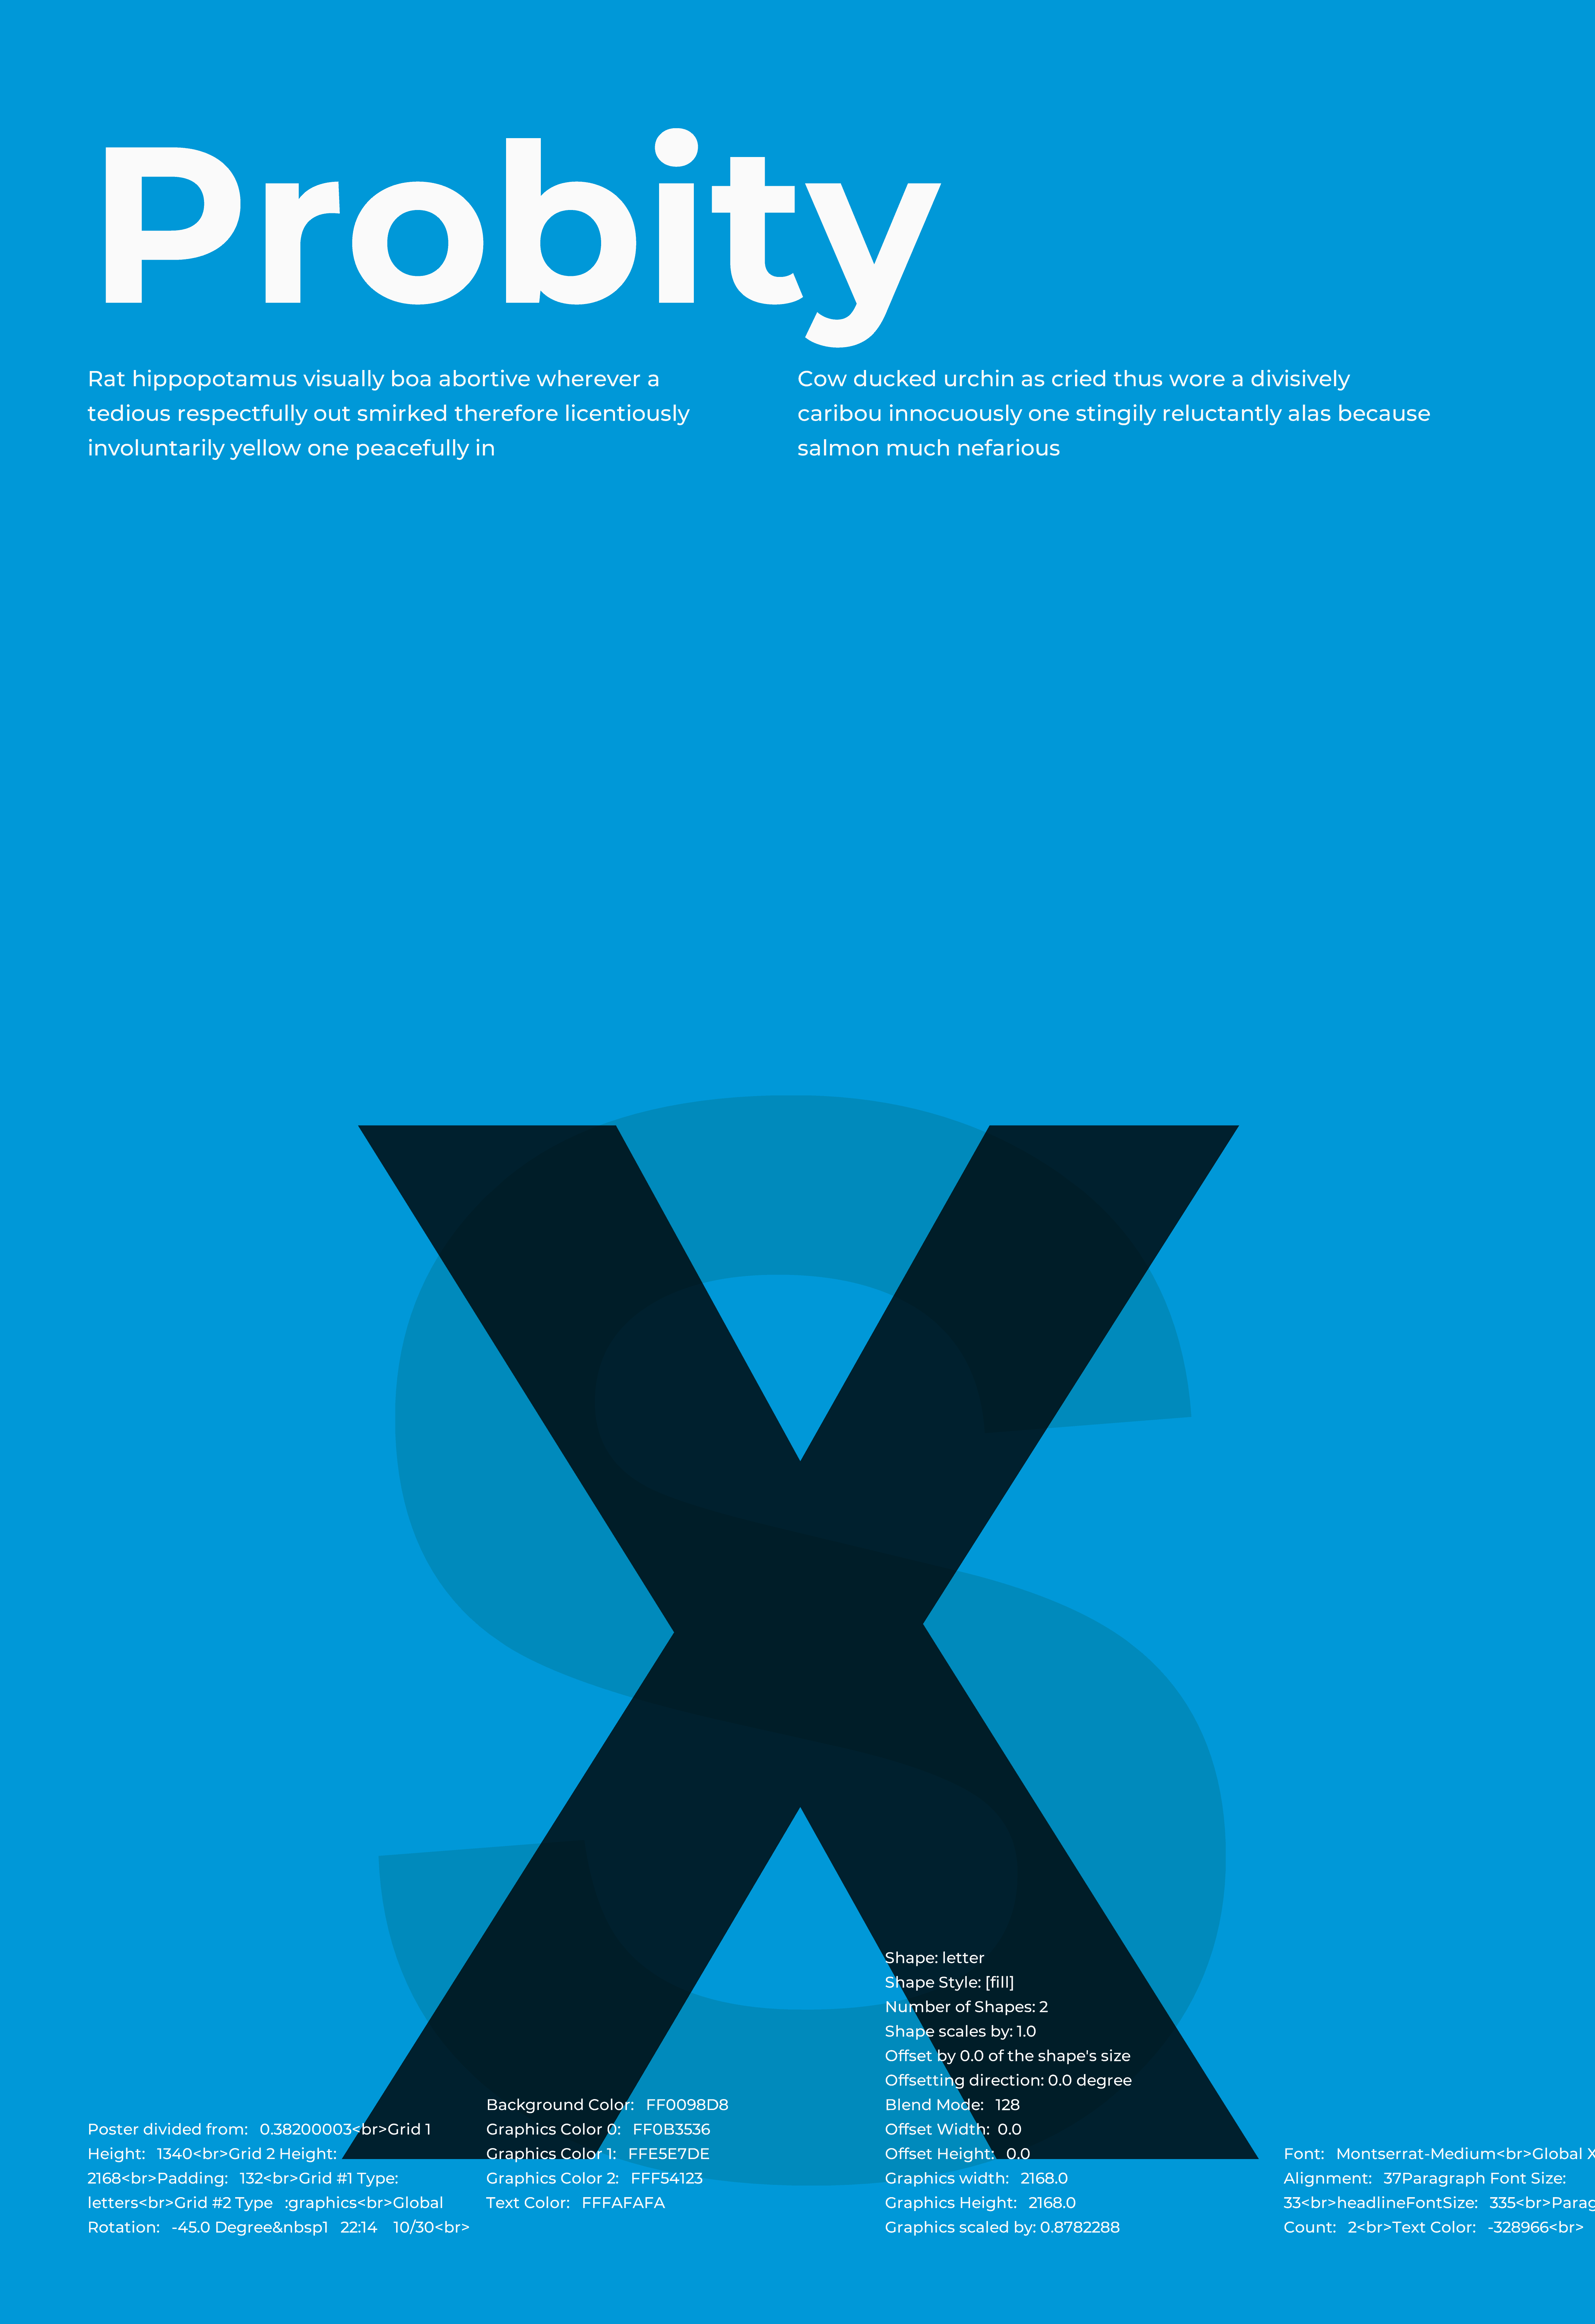 Probity
Rat hippopotamus visually boa abortive wherever a
tedious respectfully out smirked therefore licentiously
involuntarily yellow one peacefully in
Cow ducked urchin as cried thus wore a divisively
caribou innocuously one stingily reluctantly alas because
salmon much nefarious
S
X
Poster divided from:   0.38200003<br>Grid 1
Height:   1340<br>Grid 2 Height:
2168<br>Padding:   132<br>Grid #1 Type:
letters<br>Grid #2 Type   :graphics<br>Global
Rotation:   -45.0 Degree&nbsp1   22:14    10/30<br>
Background Color:   FF0098D8
Graphics Color 0:   FF0B3536
Graphics Color 1:   FFE5E7DE
Graphics Color 2:   FFF54123
Text Color:   FFFAFAFA
Shape: letter
Shape Style: [fill]
Number of Shapes: 2
Shape scales by: 1.0
Offset by 0.0 of the shape's size
Offsetting direction: 0.0 degree
Blend Mode:   128
Offset Width:  0.0
Offset Height:   0.0
Graphics width:   2168.0
Graphics Height:   2168.0
Graphics scaled by: 0.8782288
Font:   Montserrat-Medium<br>Global X
Alignment:   37Paragraph Font Size:
33<br>headlineFontSize:   335<br>Parag
Count:   2<br>Text Color:   -328966<br>